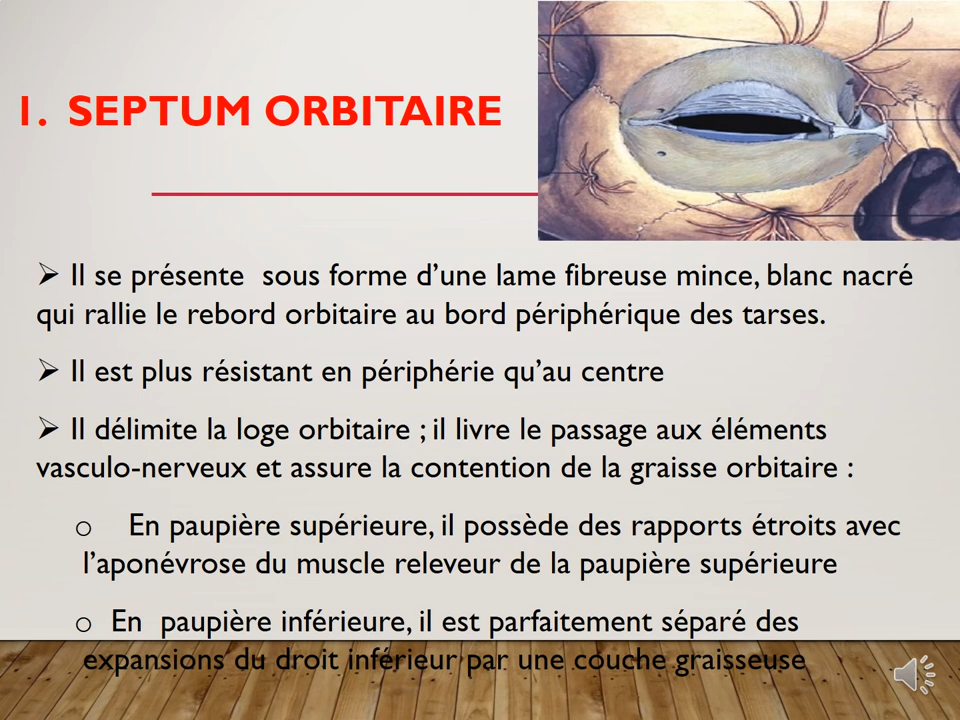 1. SEPTUM ORBITAIRE
➢ Il se présente sous forme d’une lame fibreuse mince, blanc nacré
qui rallie le rebord orbitaire au bord périphérique des tarses.
➢ Il est plus résistant en périphérie qu’au centre
➢ Il délimite la loge orbitaire ; il livre le passage aux éléments
vasculo-nerveux et assure la contention de la graisse orbitaire :
o En paupière supérieure, il possède des rapports étroits avec
l’aponévrose du muscle releveur de la paupière supérieure
o En paupière inférieure, il est parfaitement séparé des
expansions du droit inférieur par une couche graisseuse